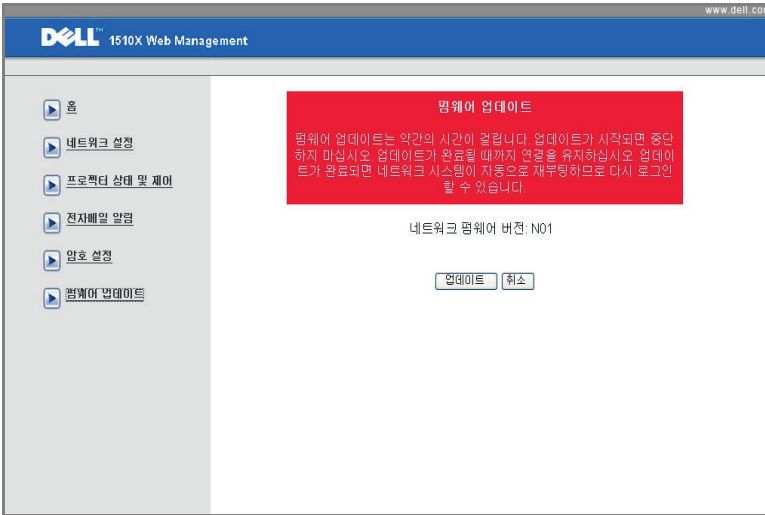 www.dell.co
DELL™ 1510X Web Management
홈
네트워크 설정
프로젝터 상태 및 제어
전자메일 알림
암호 설정
펌웨어 업데이트
펌웨어 업데이트
펌웨어 업데이트는 약간의 시간이 걸립니다. 업데이트가 시작되면 중단
하지 마십시오. 업데이트가 완료될 때까지 연결을 유지하십시오. 업데이
트가 완료되면 네트워크 시스템이 자동으로 재부팅하므로 다시 로그인
할 수 있습니다.
네트워크 펌웨어 버전: N01
업데이트 취소